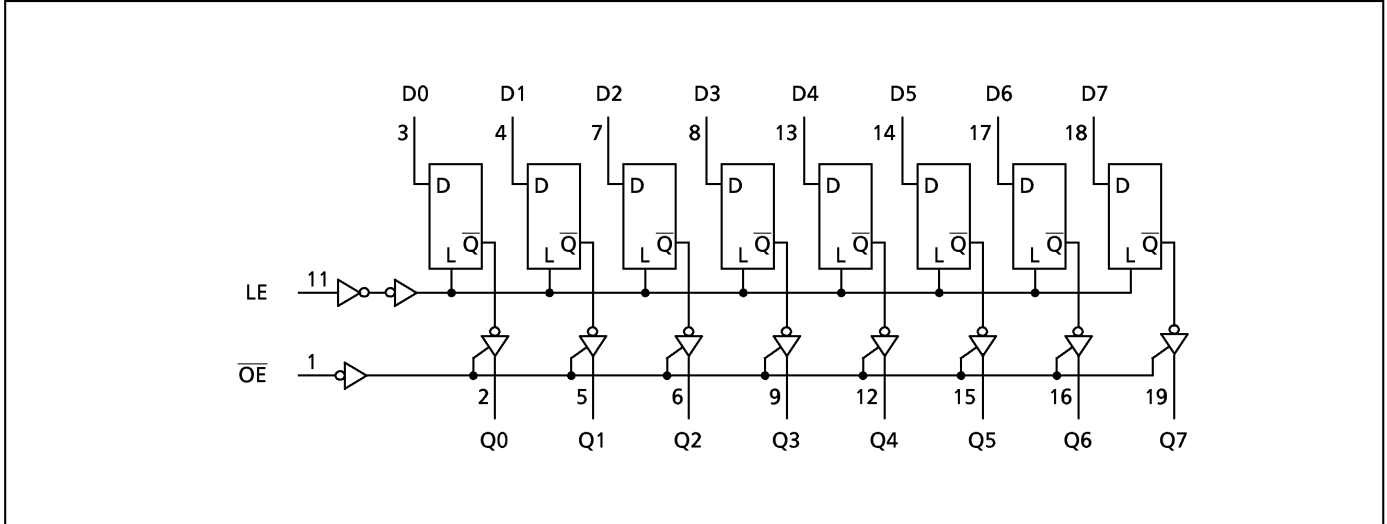 D0 D1 D2 D3 D4 D5 D6 D7
3 4 7 8 13 14 17 18
D D D D D D D D
Q̅ Q̅ Q̅ Q̅ Q̅ Q̅ Q̅ Q̅
L L L L L L L L
LE 11
O̅E̅ 1
2 5 6 9 12 15 16 19
Q0 Q1 Q2 Q3 Q4 Q5 Q6 Q7